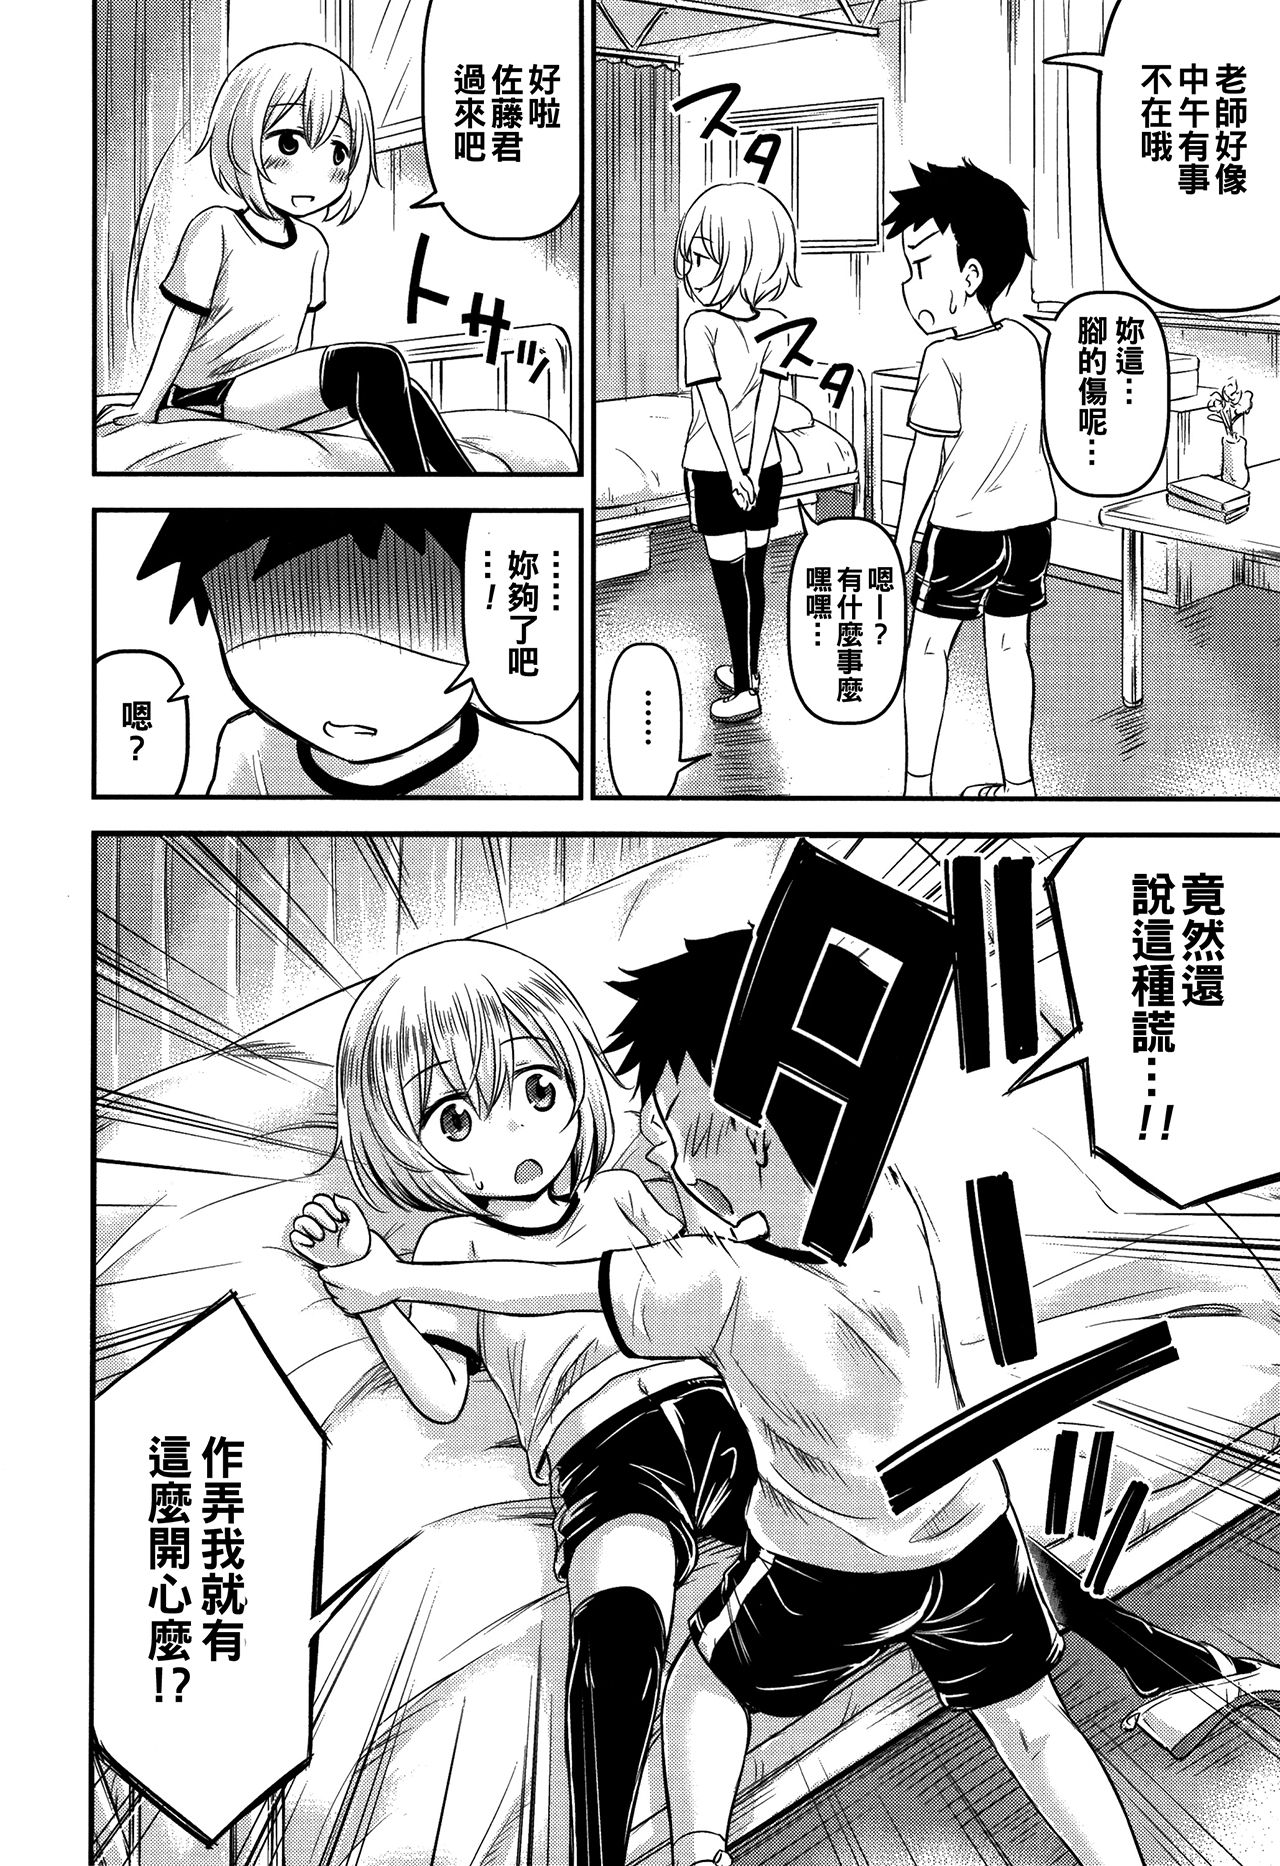 老師好像
中午有事
不在哦
妳這…
腳的傷呢…
スタ
スタ
嗯ー?
有什麼事麼
嘿嘿…
……
好啦
佐藤君
過來吧
トサッ
……
妳夠了吧
…!
嗯?
竟然還
說這種謊…!!
ダン
作弄我就有
這麼開心麼!?